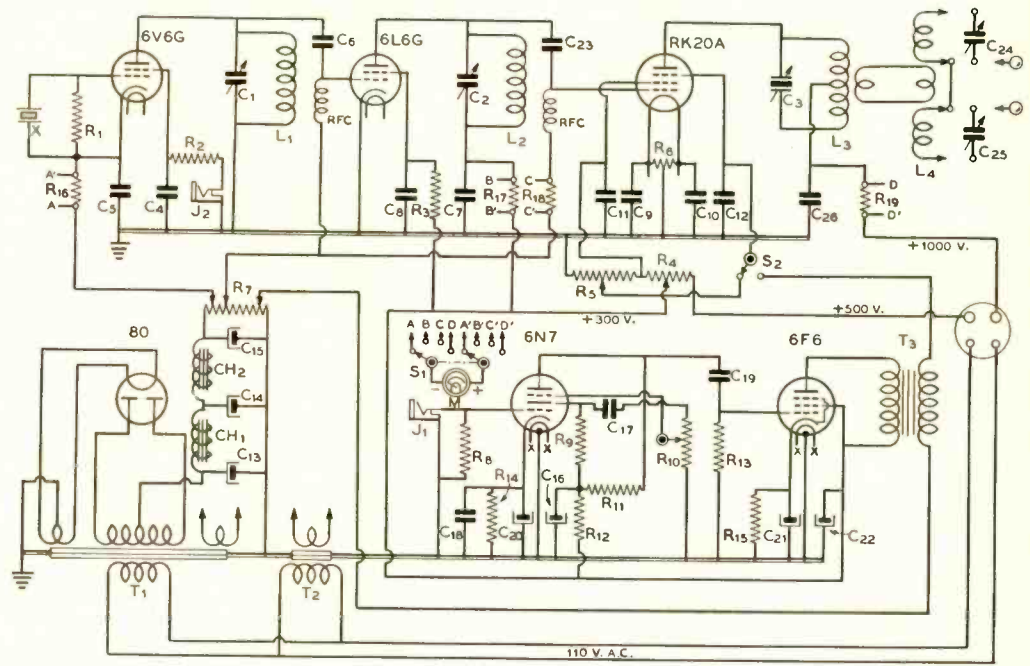 6V6G
6L6G
RK20A
C6
C23
C24
C1
L1
RFC
C2
L2
RFC
C3
L3
L4
C25
X
R1
R2
J2
A'
R16
A
C5
C4
C8
R3
C7
B
R17
B'
C
R18
C'
C11
C9
R6
C10
C12
C26
D
R19
D'
+1000 V.
S2
R5
R4
+300 V.
+500 V.
R7
80
C15
CH2
C14
CH1
C13
A B C D A' B' C' D'
S1
- M +
J1
6N7
6F6
T3
C19
C17
R8
R9
R10
R13
X X
X X
R14
C16
R11
C18
C20
R12
R15
C21
C22
T1
T2
110 V. A.C.